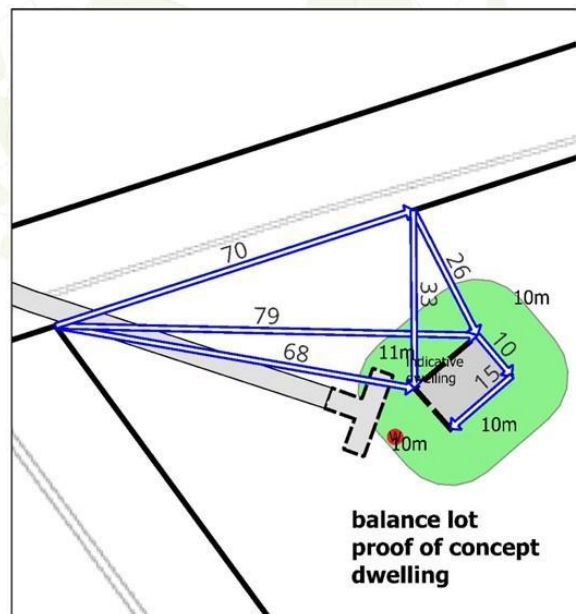 70
26
10m
33
79
10
11m
68
indicative
dwelling
15
10m
W
10m
balance lot
proof of concept
dwelling